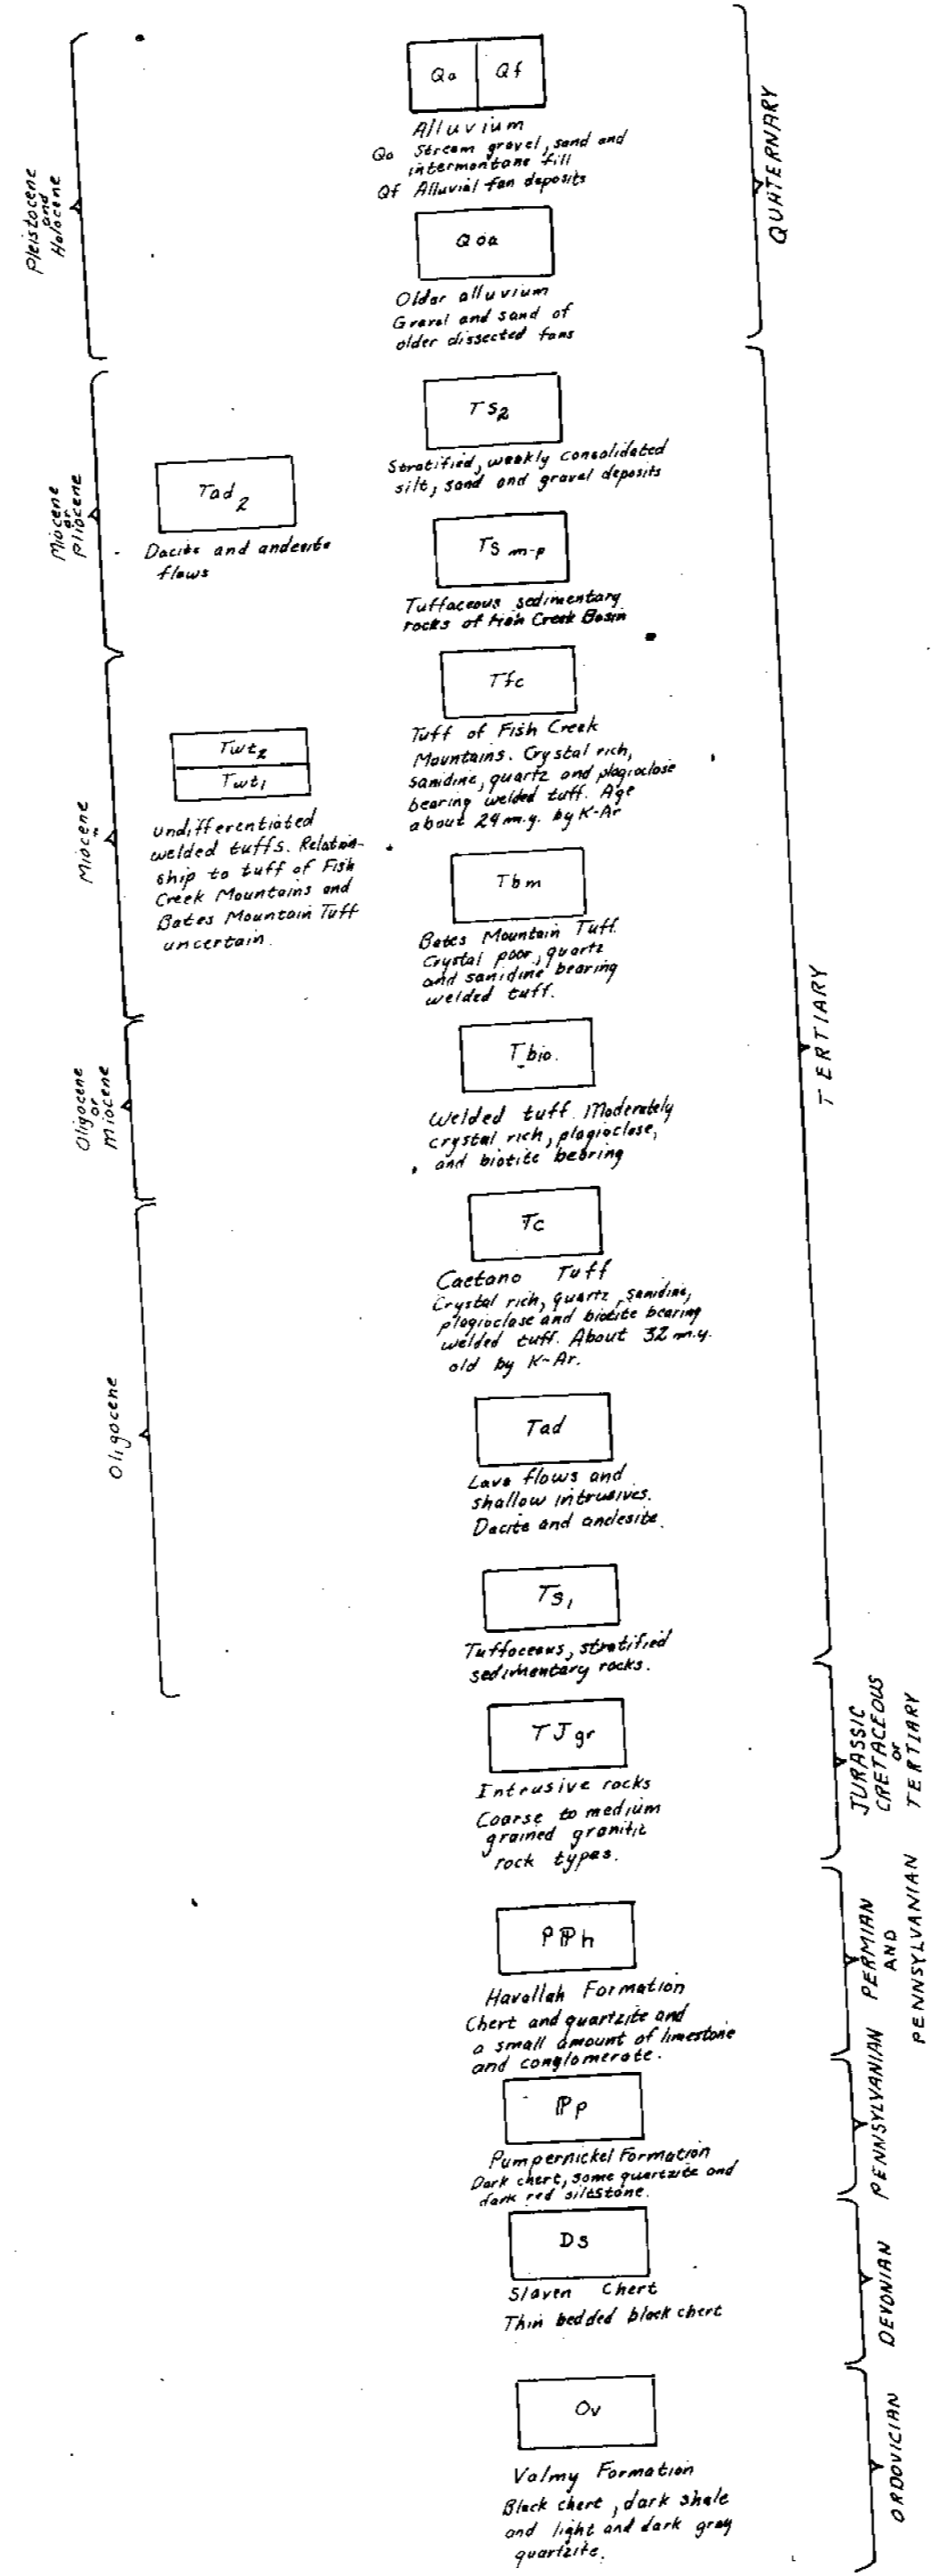 Qa
Qf
Alluvium
Qa Stream gravel, sand and
intermontane fill
Qf Alluvial fan deposits
Pleistocene
and
Holocene
QUATERNARY
Qoa
Older alluvium
Gravel and sand of
older dissected fans
TS2
Stratified, weakly consolidated
silt, sand and gravel deposits
Miocene
or
Pliocene
Tad2
Dacite and andesite
flows
TS m-p
Tuffaceous sedimentary
rocks of Fish Creek Basin
Tfc
Tuff of Fish Creek
Mountains. Crystal rich,
sanidine, quartz and plagioclase
bearing welded tuff. Age
about 24 m.y. by K-Ar
Miocene
Twt2
Twt1
Undifferentiated
welded tuffs. Relation-
ship to tuff of Fish
Creek Mountains and
Bates Mountain Tuff
uncertain.
Tbm
Bates Mountain Tuff.
Crystal poor, quartz
and sanidine bearing
welded tuff.
TERTIARY
Oligocene
or
Miocene
Tbio.
Welded tuff. Moderately
crystal rich, plagioclase,
and biotite bearing
Tc
Caetano Tuff
Crystal rich, quartz, sanidine,
plagioclase and biotite bearing
welded tuff. About 32 m.y.
old by K-Ar.
Oligocene
Tad
Lava flows and
shallow intrusives.
Dacite and andesite.
TS1
Tuffaceous, stratified
sedimentary rocks.
TJgr
Intrusive rocks
Coarse to medium
grained granitic
rock types.
JURASSIC
CRETACEOUS
or
TERTIARY
PℙPh
Havallah Formation
Chert and quartzite and
a small amount of limestone
and conglomerate.
PERMIAN
AND
PENNSYLVANIAN
ℙp
Pumpernickel Formation
Dark chert, some quartzite and
dark red siltstone.
PENNSYLVANIAN
Ds
Slaven Chert
Thin bedded black chert
DEVONIAN
Ov
Valmy Formation
Black chert, dark shale
and light and dark gray
quartzite.
ORDOVICIAN